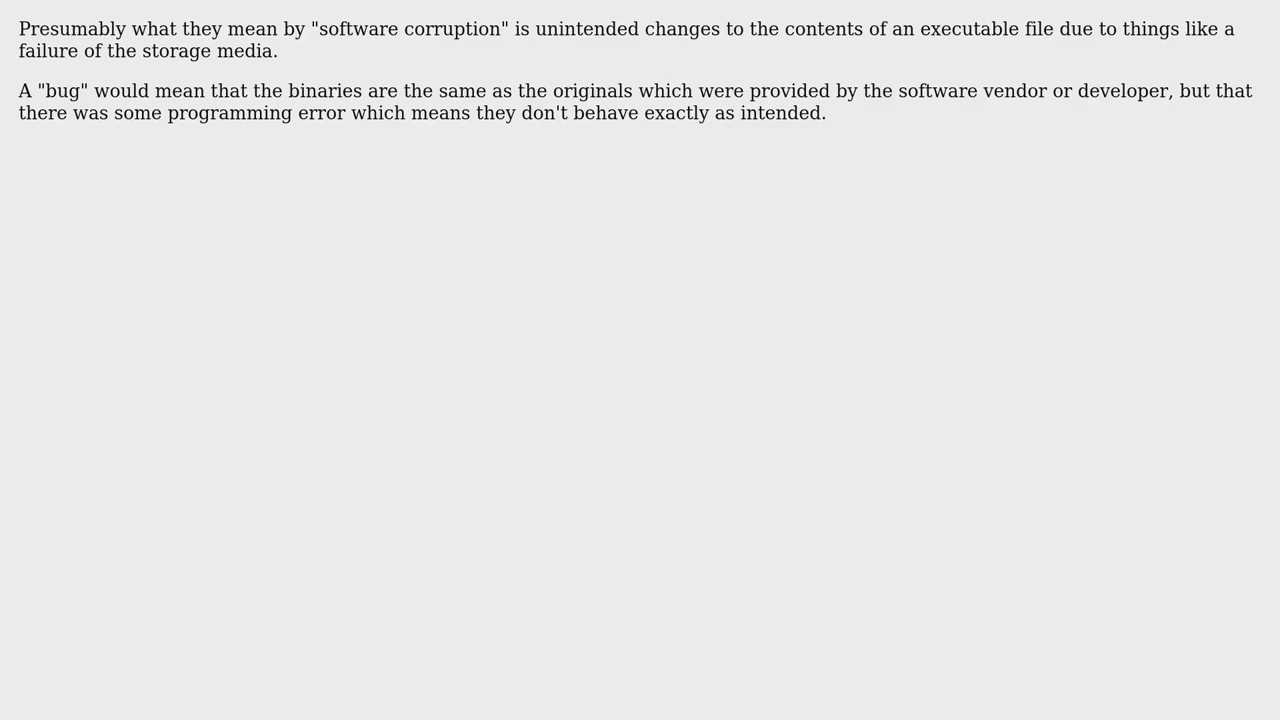 Presumably what they mean by "software corruption" is unintended changes to the contents of an executable file due to things like a
failure of the storage media.
A "bug" would mean that the binaries are the same as the originals which were provided by the software vendor or developer, but that
there was some programming error which means they don't behave exactly as intended.